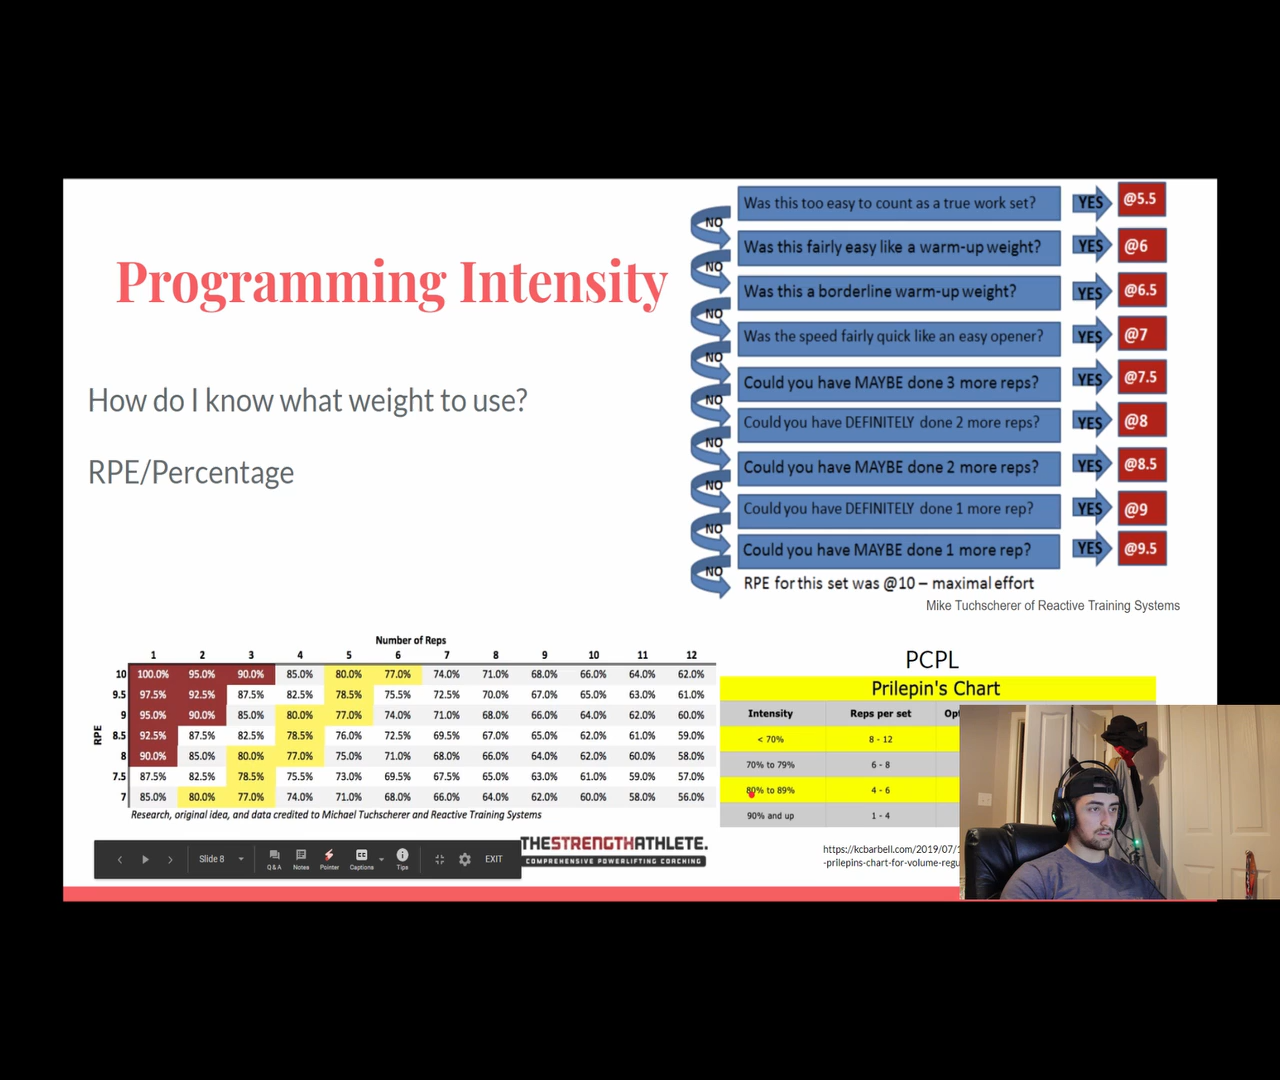 Programming Intensity
How do I know what weight to use?
RPE/Percentage
Was this too easy to count as a true work set? YES @5.5
NO
Was this fairly easy like a warm-up weight? YES @6
NO
Was this a borderline warm-up weight? YES @6.5
NO
Was the speed fairly quick like an easy opener? YES @7
NO
Could you have MAYBE done 3 more reps? YES @7.5
NO
Could you have DEFINITELY done 2 more reps? YES @8
NO
Could you have MAYBE done 2 more reps? YES @8.5
NO
Could you have DEFINITELY done 1 more rep? YES @9
NO
Could you have MAYBE done 1 more rep? YES @9.5
NO
RPE for this set was @10 – maximal effort
Mike Tuchscherer of Reactive Training Systems
Number of Reps
1 2 3 4 5 6 7 8 9 10 11 12
RPE
10 100.0% 95.0% 90.0% 85.0% 80.0% 77.0% 74.0% 71.0% 68.0% 66.0% 64.0% 62.0%
9.5 97.5% 92.5% 87.5% 82.5% 78.5% 75.5% 72.5% 70.0% 67.0% 65.0% 63.0% 61.0%
9 95.0% 90.0% 85.0% 80.0% 77.0% 74.0% 71.0% 68.0% 66.0% 64.0% 62.0% 60.0%
8.5 92.5% 87.5% 82.5% 78.5% 76.0% 72.5% 69.5% 67.0% 65.0% 62.0% 61.0% 59.0%
8 90.0% 85.0% 80.0% 77.0% 75.0% 71.0% 68.0% 66.0% 64.0% 62.0% 60.0% 58.0%
7.5 87.5% 82.5% 78.5% 75.5% 73.0% 69.5% 67.5% 65.0% 63.0% 61.0% 59.0% 57.0%
7 85.0% 80.0% 77.0% 74.0% 71.0% 68.0% 66.0% 64.0% 62.0% 60.0% 58.0% 56.0%
Research, original idea, and data credited to Michael Tuchscherer and Reactive Training Systems
THESTRENGTHATHLETE.
COMPREHENSIVE POWERLIFTING COACHING
PCPL
Prilepin's Chart
Intensity Reps per set
< 70% 8 - 12
70% to 79% 6 - 8
80% to 89% 4 - 6
90% and up 1 - 4
https://kcbarbell.com/2019/07/
-prilepins-chart-for-volume-regu
Slide 8 Q&A Notes Pointer Captions Tips EXIT